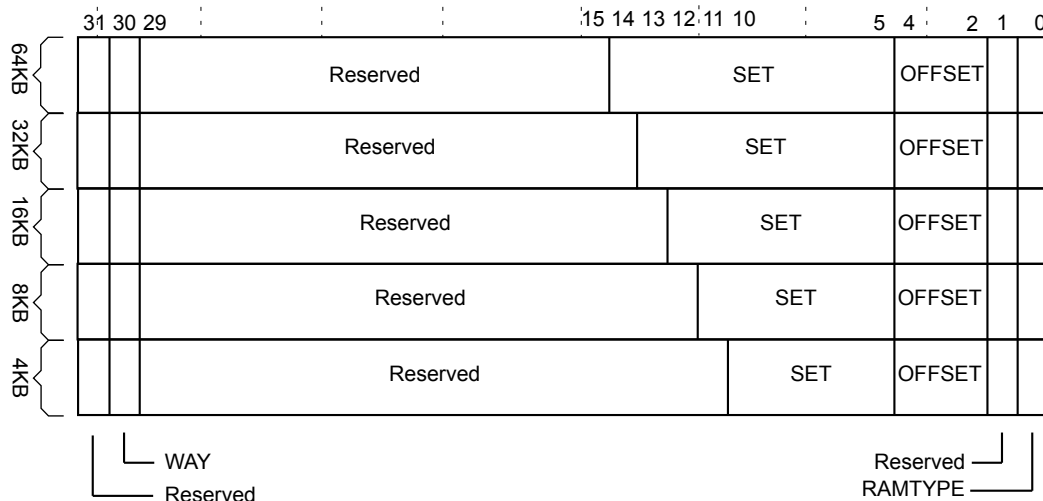 31 30 29 15 14 13 12 11 10 5 4 2 1 0
64KB Reserved SET OFFSET
32KB Reserved SET OFFSET
16KB Reserved SET OFFSET
8KB Reserved SET OFFSET
4KB Reserved SET OFFSET
WAY Reserved
Reserved RAMTYPE